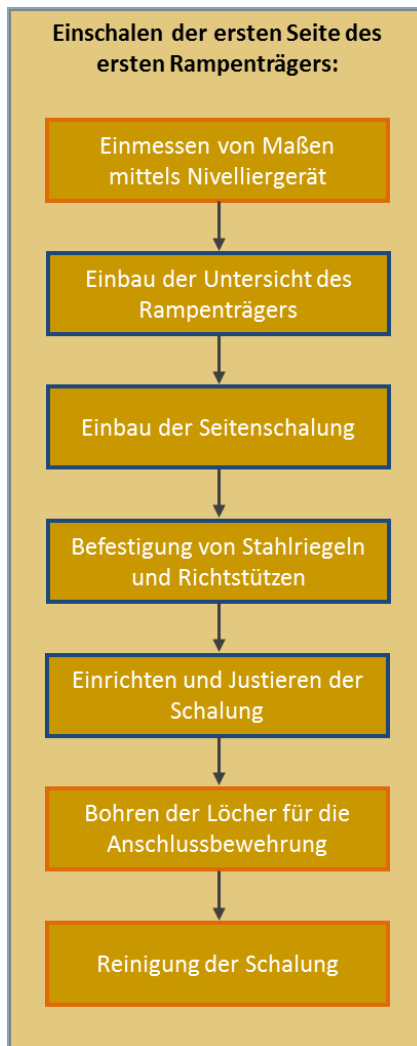 Einschalen der ersten Seite des
ersten Rampenträgers:
Einmessen von Maßen
mittels Nivelliergerät
Einbau der Untersicht des
Rampenträgers
Einbau der Seitenschalung
Befestigung von Stahlriegeln
und Richtstützen
Einrichten und Justieren der
Schalung
Bohren der Löcher für die
Anschlussbewehrung
Reinigung der Schalung